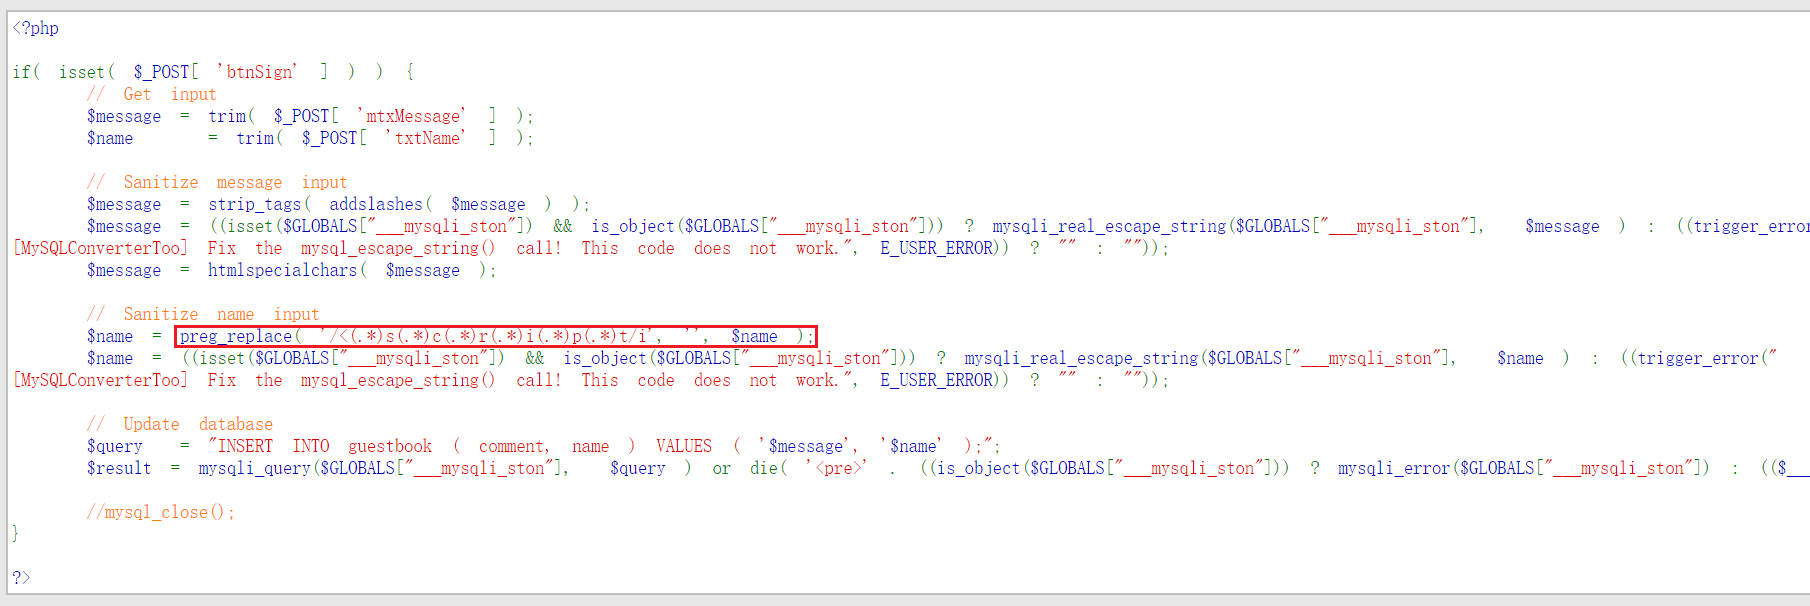 <?php

if( isset( $_POST[ 'btnSign' ] ) ) {
    // Get input
    $message = trim( $_POST[ 'mtxMessage' ] );
    $name    = trim( $_POST[ 'txtName' ] );

    // Sanitize message input
    $message = strip_tags( addslashes( $message ) );
    $message = ((isset($GLOBALS["___mysqli_ston"]) && is_object($GLOBALS["___mysqli_ston"])) ? mysqli_real_escape_string($GLOBALS["___mysqli_ston"],  $message ) : ((trigger_error
[MySQLConverterToo] Fix the mysql_escape_string() call! This code does not work.", E_USER_ERROR)) ? "" : ""));
    $message = htmlspecialchars( $message );

    // Sanitize name input
    $name = preg_replace( '/<(.*)s(.*)c(.*)r(.*)i(.*)p(.*)t/i', '', $name );
    $name = ((isset($GLOBALS["___mysqli_ston"]) && is_object($GLOBALS["___mysqli_ston"])) ? mysqli_real_escape_string($GLOBALS["___mysqli_ston"],  $name ) : ((trigger_error("
[MySQLConverterToo] Fix the mysql_escape_string() call! This code does not work.", E_USER_ERROR)) ? "" : ""));

    // Update database
    $query  = "INSERT INTO guestbook ( comment, name ) VALUES ( '$message', '$name' );";
    $result = mysqli_query($GLOBALS["___mysqli_ston"],  $query ) or die( '<pre>' . ((is_object($GLOBALS["___mysqli_ston"])) ? mysqli_error($GLOBALS["___mysqli_ston"]) : (($___

    //mysql_close();
}

?>